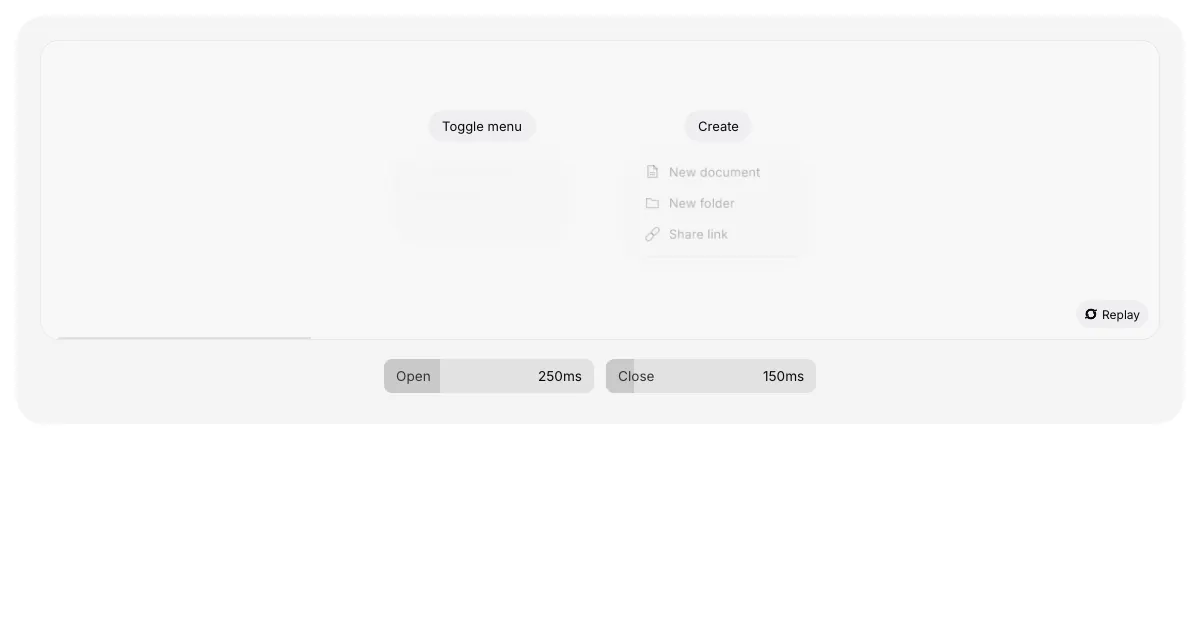 Toggle menu
Create
New document
New folder
Share link
Replay
Open 250ms
Close 150ms